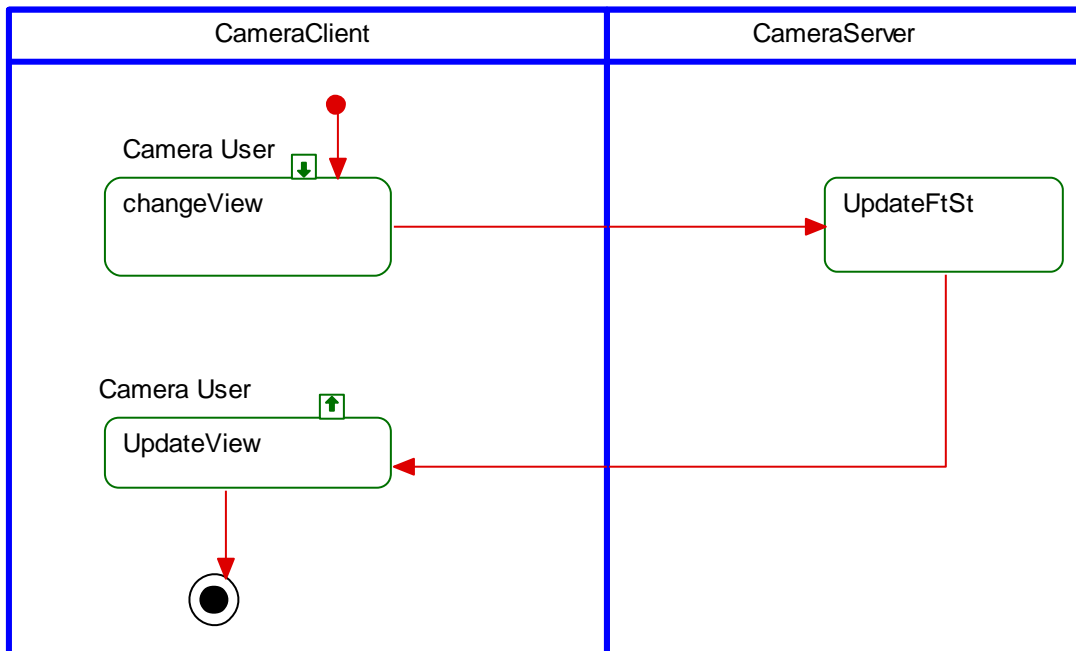 CameraClient
CameraServer
Camera User
changeView
UpdateFtSt
Camera User
UpdateView